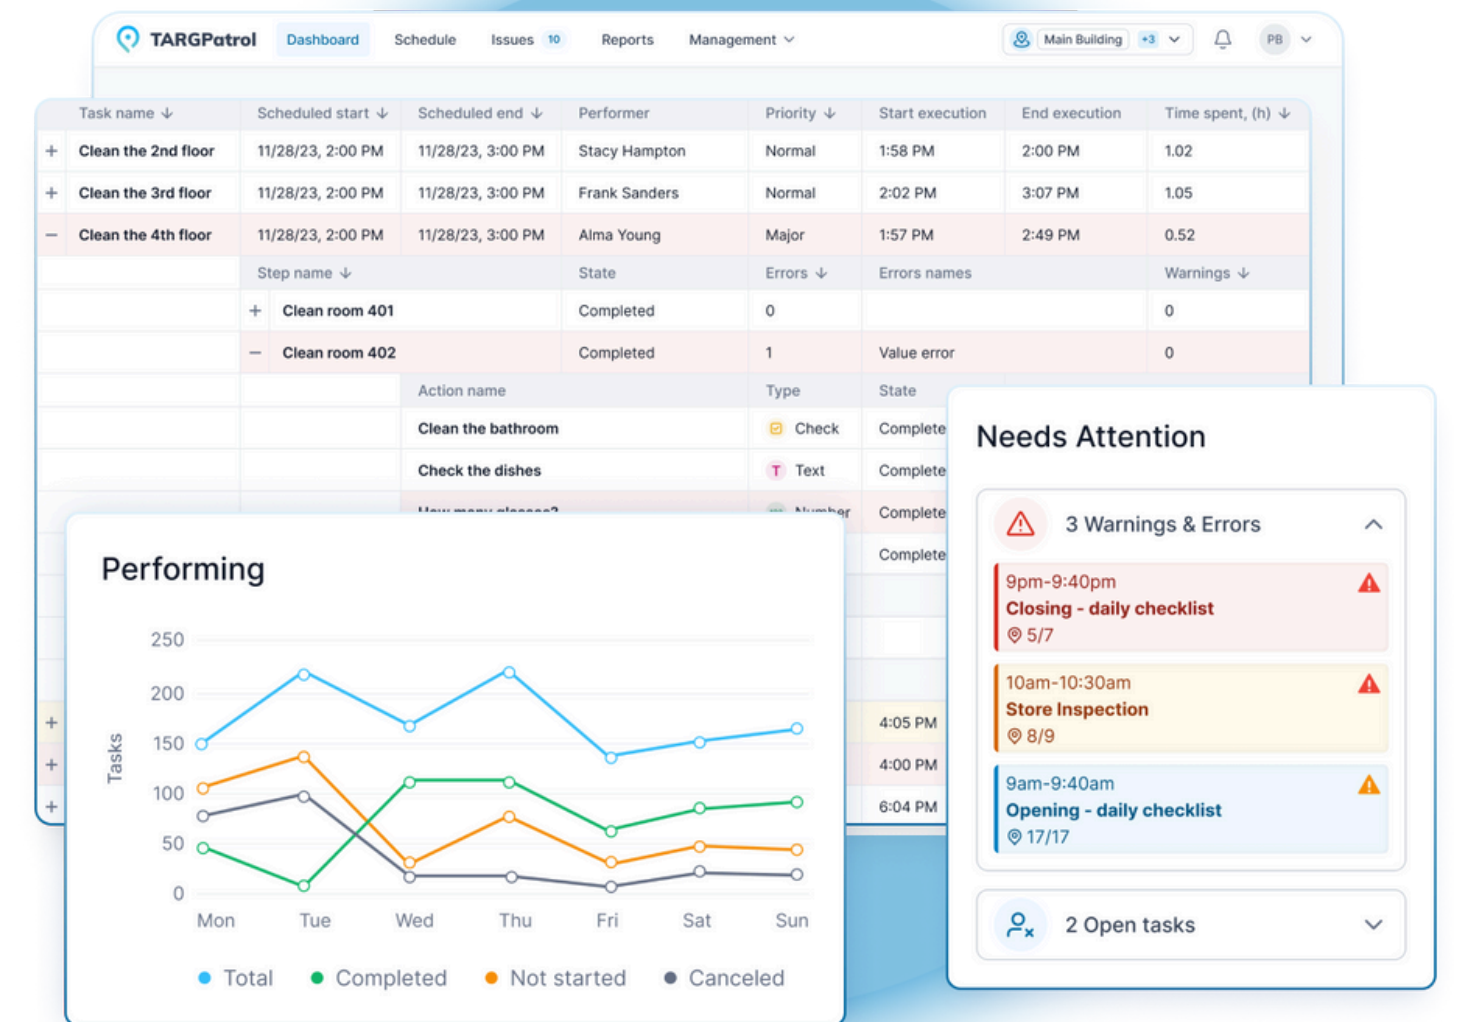 TARGPatrol Dashboard Schedule Issues 10 Reports Management Main Building +3 PB
Task name Scheduled start Scheduled end Performer Priority Start execution End execution Time spent, (h)
Clean the 2nd floor 11/28/23, 2:00 PM 11/28/23, 3:00 PM Stacy Hampton Normal 1:58 PM 2:00 PM 1.02
Clean the 3rd floor 11/28/23, 2:00 PM 11/28/23, 3:00 PM Frank Sanders Normal 2:02 PM 3:07 PM 1.05
Clean the 4th floor 11/28/23, 2:00 PM 11/28/23, 3:00 PM Alma Young Major 1:57 PM 2:49 PM 0.52
Step name State Errors Errors names Warnings
Clean room 401 Completed 0 0
Clean room 402 Completed 1 Value error 0
Action name Type State
Clean the bathroom Check Complete
Check the dishes T Text Complete
How many glasses? Number Complete
Complete
4:05 PM
4:00 PM
6:04 PM
Performing
Tasks
250
200
150
100
50
0
Mon Tue Wed Thu Fri Sat Sun
Total Completed Not started Canceled
Needs Attention
3 Warnings & Errors
9pm-9:40pm
Closing - daily checklist
5/7
10am-10:30am
Store Inspection
8/9
9am-9:40am
Opening - daily checklist
17/17
2 Open tasks